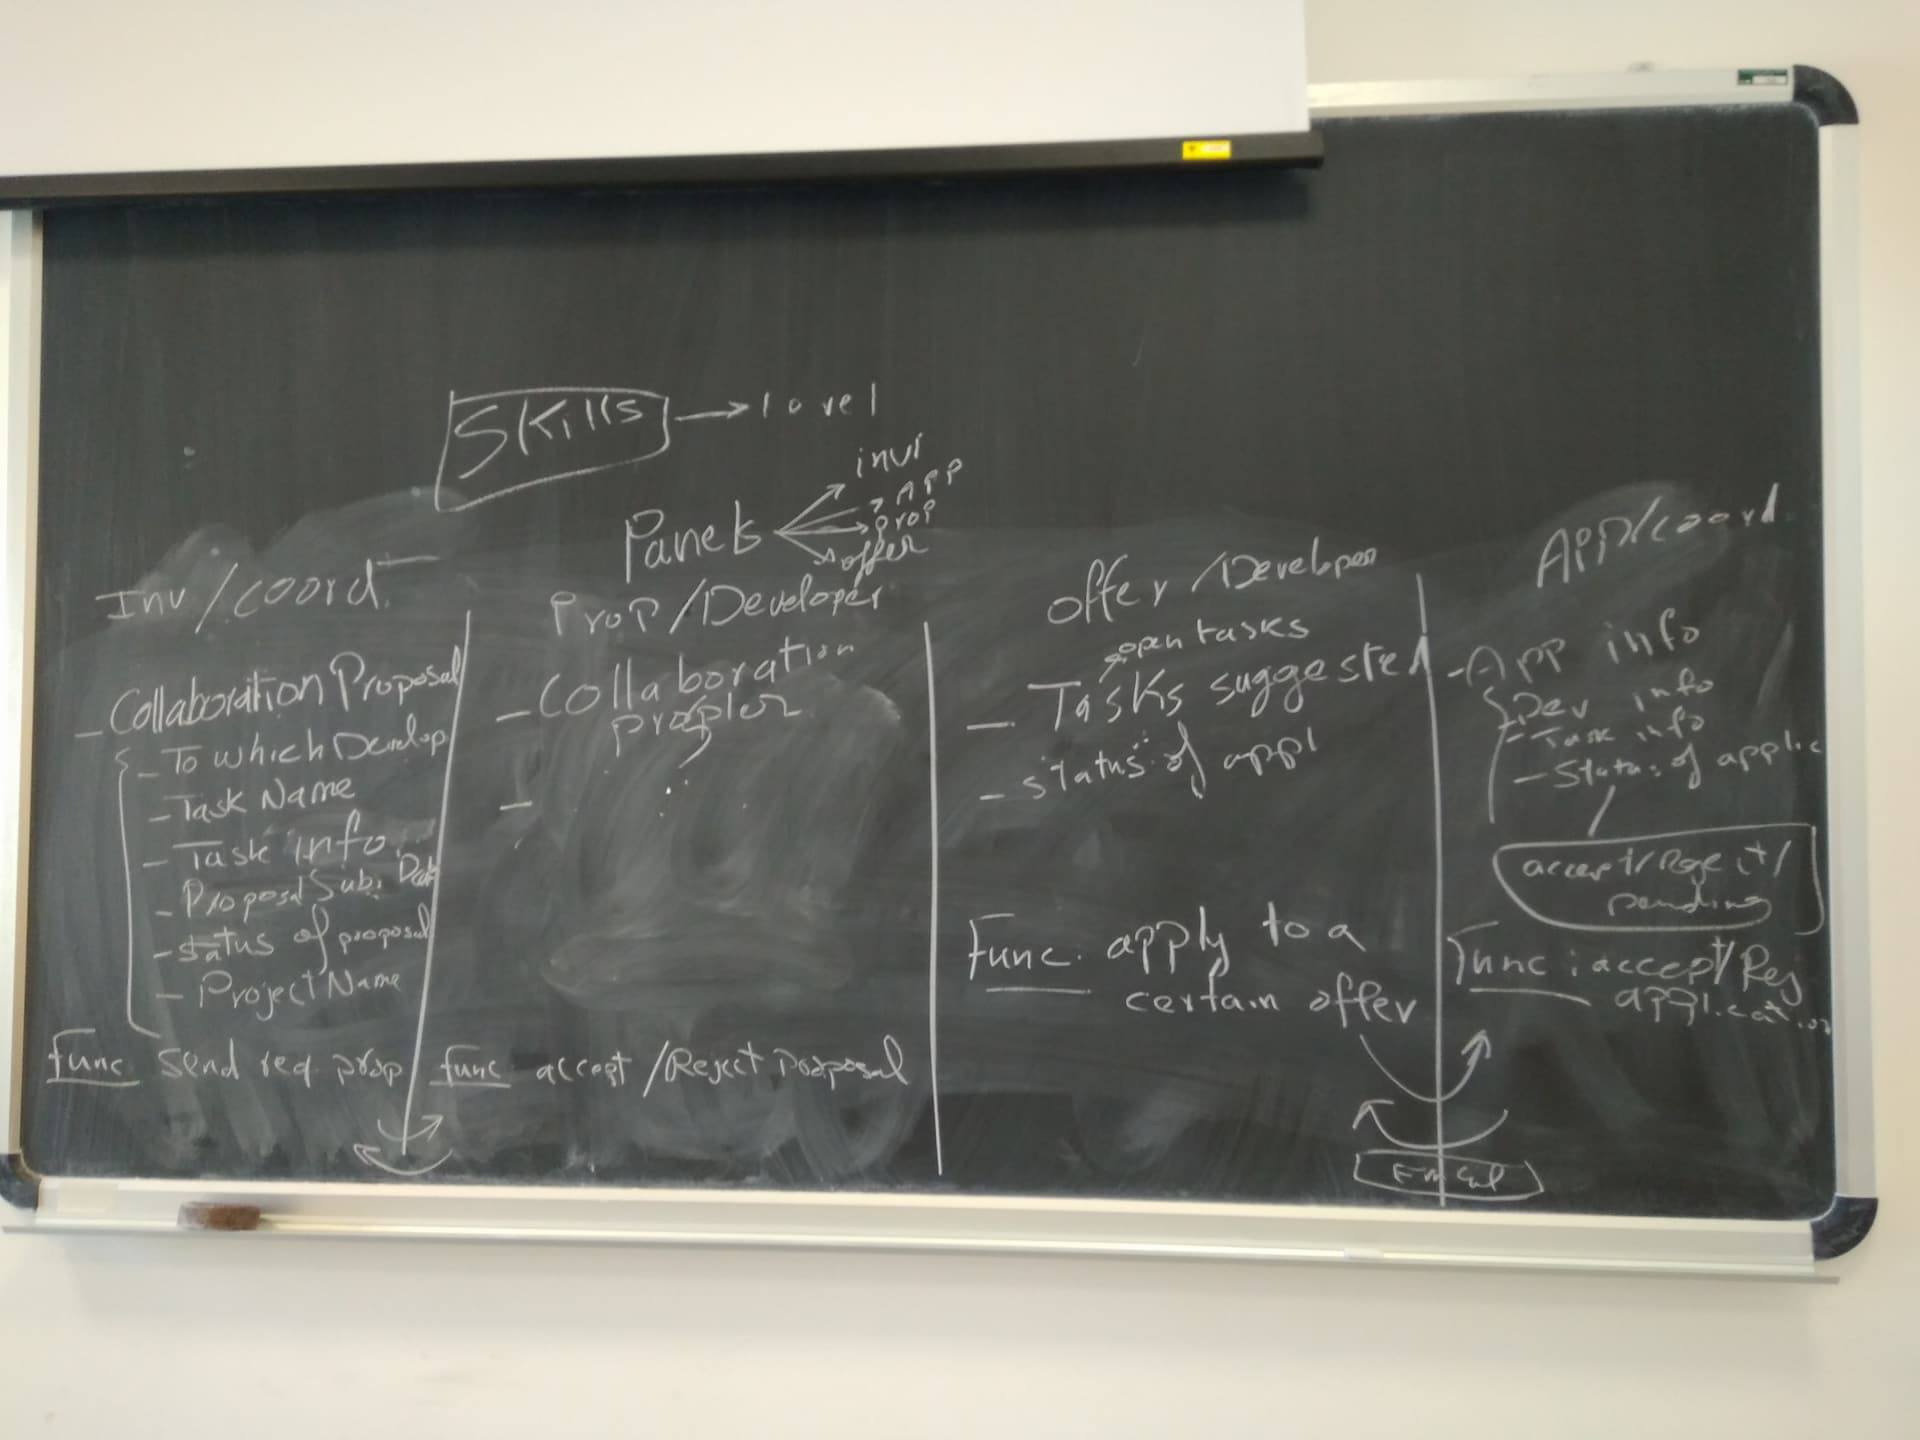 Skills → level
Panels
invi
APP
prop
offer
Inv/coord.
- Collaboration Proposal
- To which Develop.
- Task Name
- Task info.
- Proposal Sub. Date
- status of proposal
- Project Name
Func send req. prop
Prop/Developer
- Collaboration
-
func accept/Reject Proposal
Offer/Developer
open tasks
- Tasks suggested
- status of appl
Func. apply to a
certain offer
App/coord.
- App info
- Dev info
- Task info
- Status of applic
accept/Reject/
pending
Func: accept/Rej
application
Email